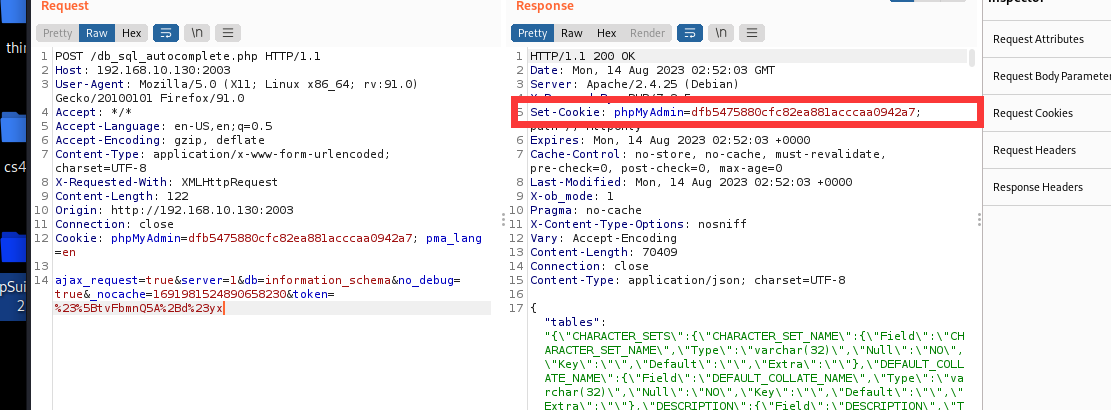 Request
Pretty Raw Hex \n
1 POST /db_sql_autocomplete.php HTTP/1.1
2 Host: 192.168.10.130:2003
3 User-Agent: Mozilla/5.0 (X11; Linux x86_64; rv:91.0)
Gecko/20100101 Firefox/91.0
4 Accept: */*
5 Accept-Language: en-US,en;q=0.5
6 Accept-Encoding: gzip, deflate
7 Content-Type: application/x-www-form-urlencoded;
charset=UTF-8
8 X-Requested-With: XMLHttpRequest
9 Content-Length: 122
10 Origin: http://192.168.10.130:2003
11 Connection: close
12 Cookie: phpMyAdmin=dfb5475880cfc82ea881acccaa0942a7; pma_lang
=en
13
14 ajax_request=true&server=1&db=information_schema&no_debug=
true&_nocache=1691981524890658230&token=
%23%5BtvFbmnQ5A%2Bd%23yx
Response
Pretty Raw Hex Render \n
1 HTTP/1.1 200 OK
2 Date: Mon, 14 Aug 2023 02:52:03 GMT
3 Server: Apache/2.4.25 (Debian)
5 Set-Cookie: phpMyAdmin=dfb5475880cfc82ea881acccaa0942a7;
6 Expires: Mon, 14 Aug 2023 02:52:03 +0000
7 Cache-Control: no-store, no-cache, must-revalidate,
pre-check=0, post-check=0, max-age=0
8 Last-Modified: Mon, 14 Aug 2023 02:52:03 +0000
9 X-ob_mode: 1
10 Pragma: no-cache
11 X-Content-Type-Options: nosniff
12 Vary: Accept-Encoding
13 Content-Length: 70409
14 Connection: close
15 Content-Type: application/json; charset=UTF-8
16
17 {
"tables":
"{\"CHARACTER_SETS\":{\"CHARACTER_SET_NAME\":{\"Field\":\"CH
ARACTER_SET_NAME\",\"Type\":\"varchar(32)\",\"Null\":\"NO\",
\"Key\":\"\",\"Default\":\"\",\"Extra\":\"\"},\"DEFAULT_COLL
ATE_NAME\":{\"Field\":\"DEFAULT_COLLATE_NAME\",\"Type\":\"va
rchar(32)\",\"Null\":\"NO\",\"Key\":\"\",\"Default\":\"\",\"
Extra\":\"\"},\"DESCRIPTION\":{\"Field\":\"DESCRIPTION\",\"T
Inspector
Request Attributes
Request Body Parameter
Request Cookies
Request Headers
Response Headers
thin
cs4
pSui
2